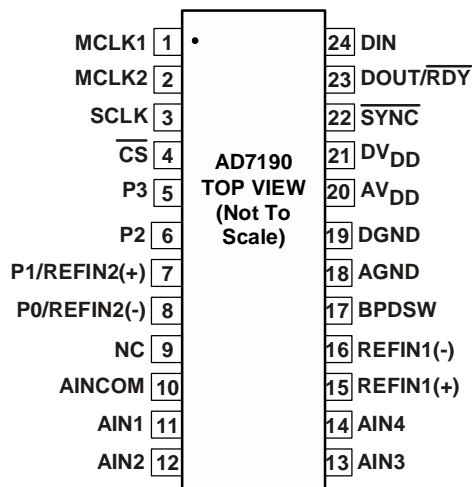 MCLK1 1
MCLK2 2
SCLK 3
CS 4
P3 5
P2 6
P1/REFIN2(+) 7
P0/REFIN2(-) 8
NC 9
AINCOM 10
AIN1 11
AIN2 12
AD7190
TOP VIEW
(Not To
Scale)
24 DIN
23 DOUT/RDY
22 SYNC
21 DVDD
20 AVDD
19 DGND
18 AGND
17 BPDSW
16 REFIN1(-)
15 REFIN1(+)
14 AIN4
13 AIN3